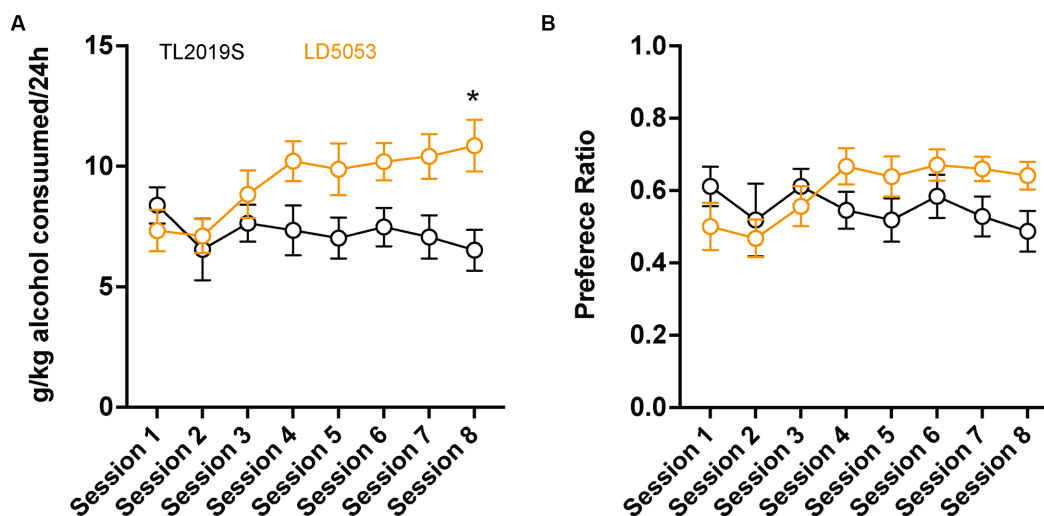 A
g/kg alcohol consumed/24h
15
10
5
0
TL2019S
LD5053
*
Session 1
Session 2
Session 3
Session 4
Session 5
Session 6
Session 7
Session 8
B
Preferece Ratio
1.0
0.8
0.6
0.4
0.2
0.0
Session 1
Session 2
Session 3
Session 4
Session 5
Session 6
Session 7
Session 8